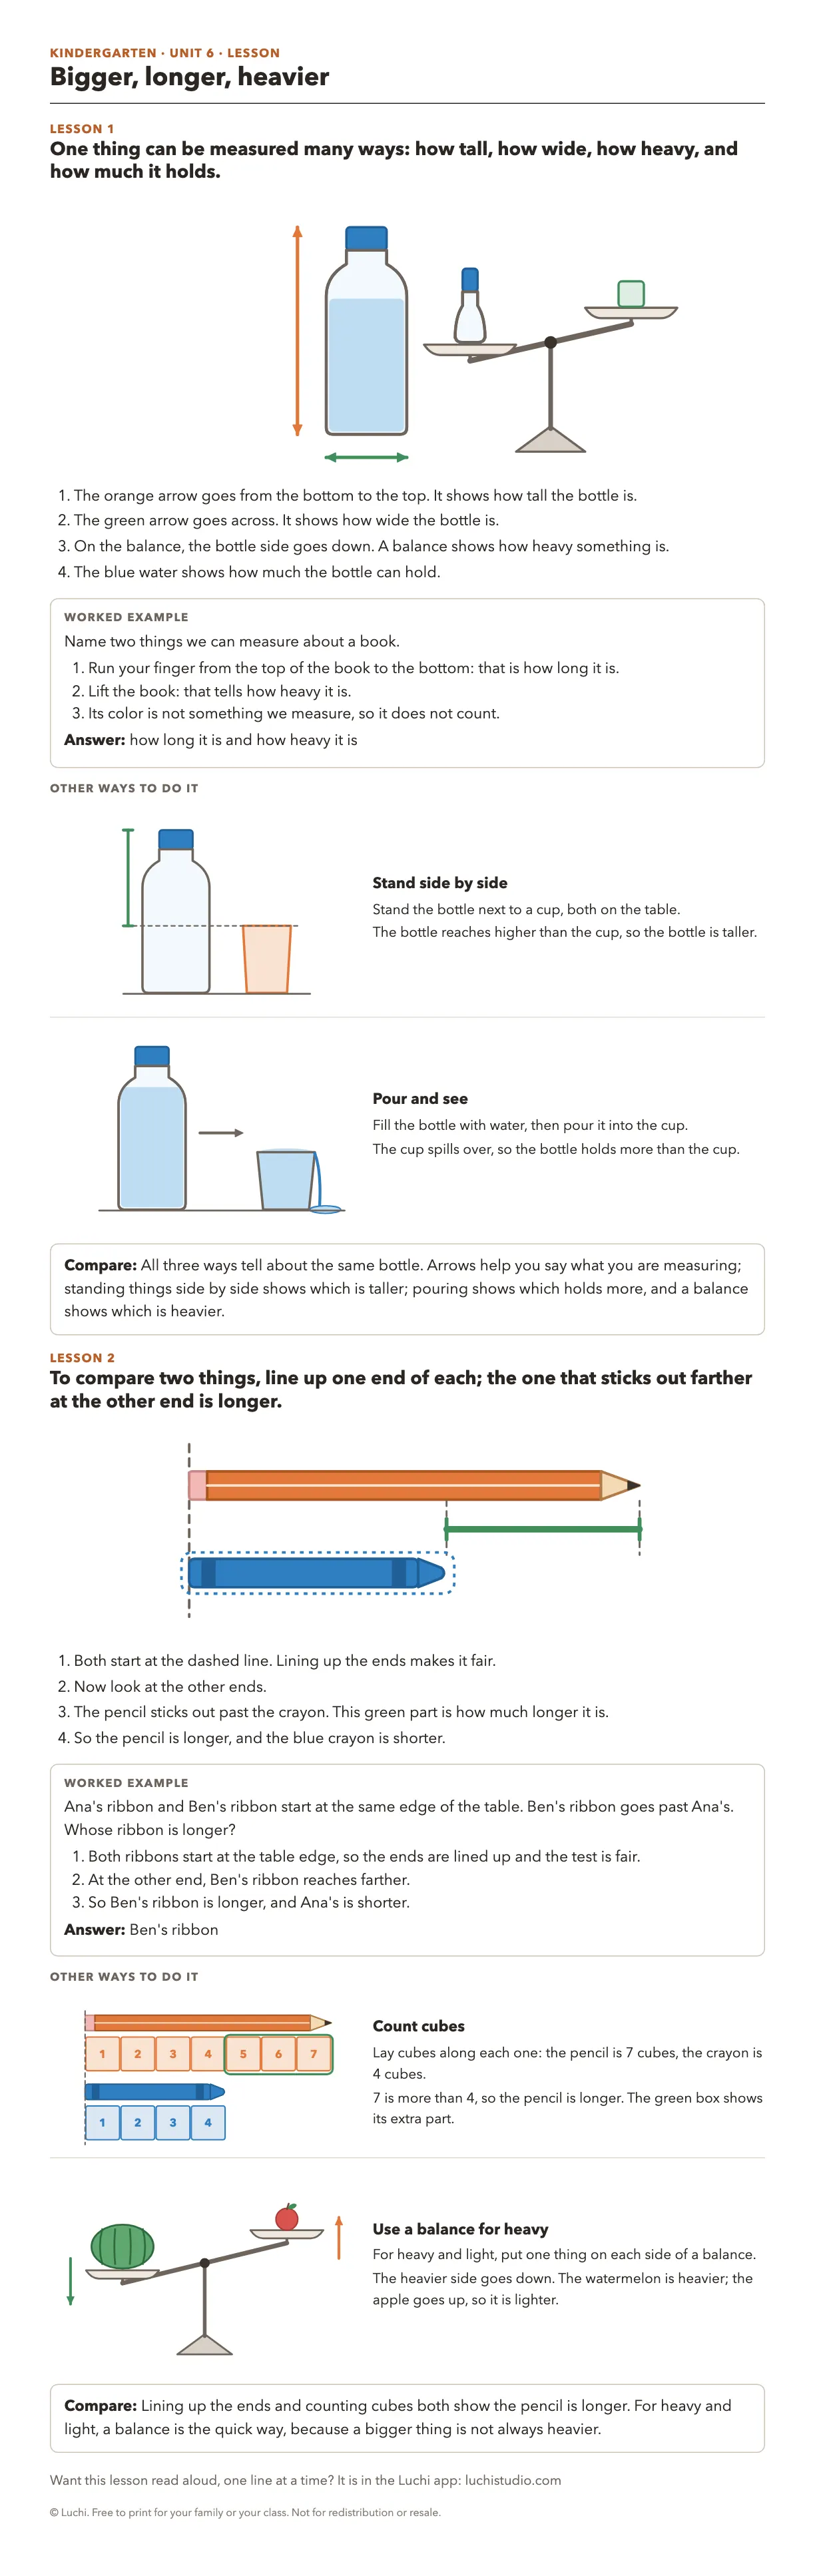 KINDERGARTEN · UNIT 6 · LESSON
Bigger, longer, heavier
LESSON 1
One thing can be measured many ways: how tall, how wide, how heavy, and
how much it holds.
1. The orange arrow goes from the bottom to the top. It shows how tall the bottle is.
2. The green arrow goes across. It shows how wide the bottle is.
3. On the balance, the bottle side goes down. A balance shows how heavy something is.
4. The blue water shows how much the bottle can hold.
WORKED EXAMPLE
Name two things we can measure about a book.
1. Run your finger from the top of the book to the bottom: that is how long it is.
2. Lift the book: that tells how heavy it is.
3. Its color is not something we measure, so it does not count.
Answer: how long it is and how heavy it is
OTHER WAYS TO DO IT
Stand side by side
Stand the bottle next to a cup, both on the table.
The bottle reaches higher than the cup, so the bottle is taller.
Pour and see
Fill the bottle with water, then pour it into the cup.
The cup spills over, so the bottle holds more than the cup.
Compare: All three ways tell about the same bottle. Arrows help you say what you are measuring;
standing things side by side shows which is taller; pouring shows which holds more, and a balance
shows which is heavier.
LESSON 2
To compare two things, line up one end of each; the one that sticks out farther
at the other end is longer.
1. Both start at the dashed line. Lining up the ends makes it fair.
2. Now look at the other ends.
3. The pencil sticks out past the crayon. This green part is how much longer it is.
4. So the pencil is longer, and the blue crayon is shorter.
WORKED EXAMPLE
Ana's ribbon and Ben's ribbon start at the same edge of the table. Ben's ribbon goes past Ana's.
Whose ribbon is longer?
1. Both ribbons start at the table edge, so the ends are lined up and the test is fair.
2. At the other end, Ben's ribbon reaches farther.
3. So Ben's ribbon is longer, and Ana's is shorter.
Answer: Ben's ribbon
OTHER WAYS TO DO IT
1 2 3 4 5 6 7
1 2 3 4
Count cubes
Lay cubes along each one: the pencil is 7 cubes, the crayon is
4 cubes.
7 is more than 4, so the pencil is longer. The green box shows
its extra part.
Use a balance for heavy
For heavy and light, put one thing on each side of a balance.
The heavier side goes down. The watermelon is heavier; the
apple goes up, so it is lighter.
Compare: Lining up the ends and counting cubes both show the pencil is longer. For heavy and
light, a balance is the quick way, because a bigger thing is not always heavier.
Want this lesson read aloud, one line at a time? It is in the Luchi app: luchistudio.com
© Luchi. Free to print for your family or your class. Not for redistribution or resale.